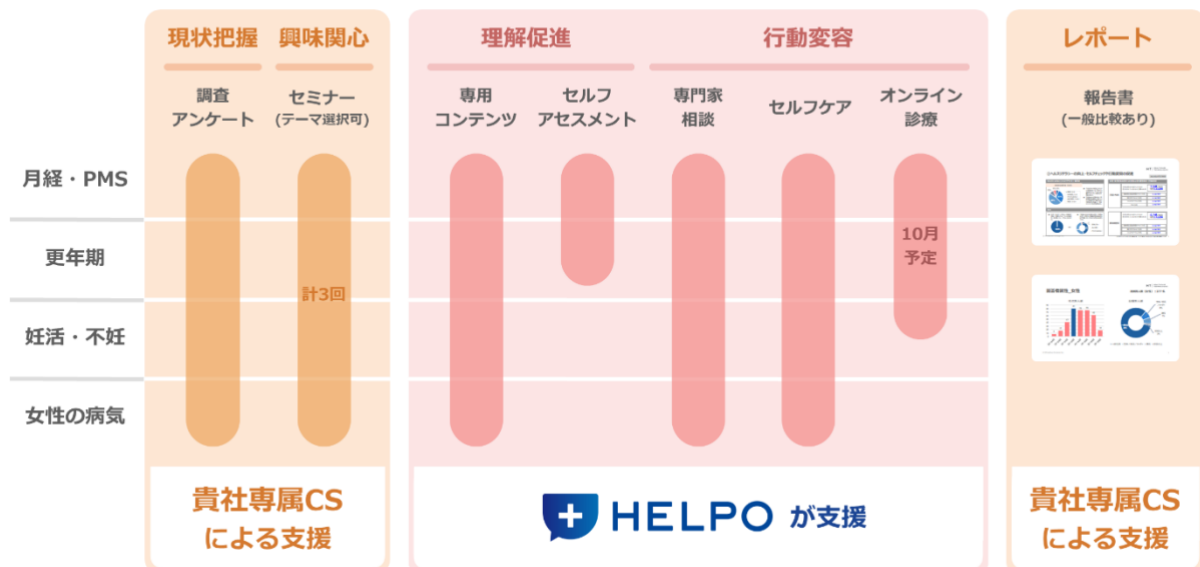 現状把握
興味関心
理解促進
行動変容
レポート
調査
アンケート
セミナー
(テーマ選択可)
専用
コンテンツ
セルフ
アセスメント
専門家
相談
セルフケア
オンライン
診療
報告書
(一般比較あり)
月経・PMS
更年期
妊活・不妊
女性の病気
計3回
10月
予定
貴社専属CS
による支援
HELPO が支援
貴社専属CS
による支援